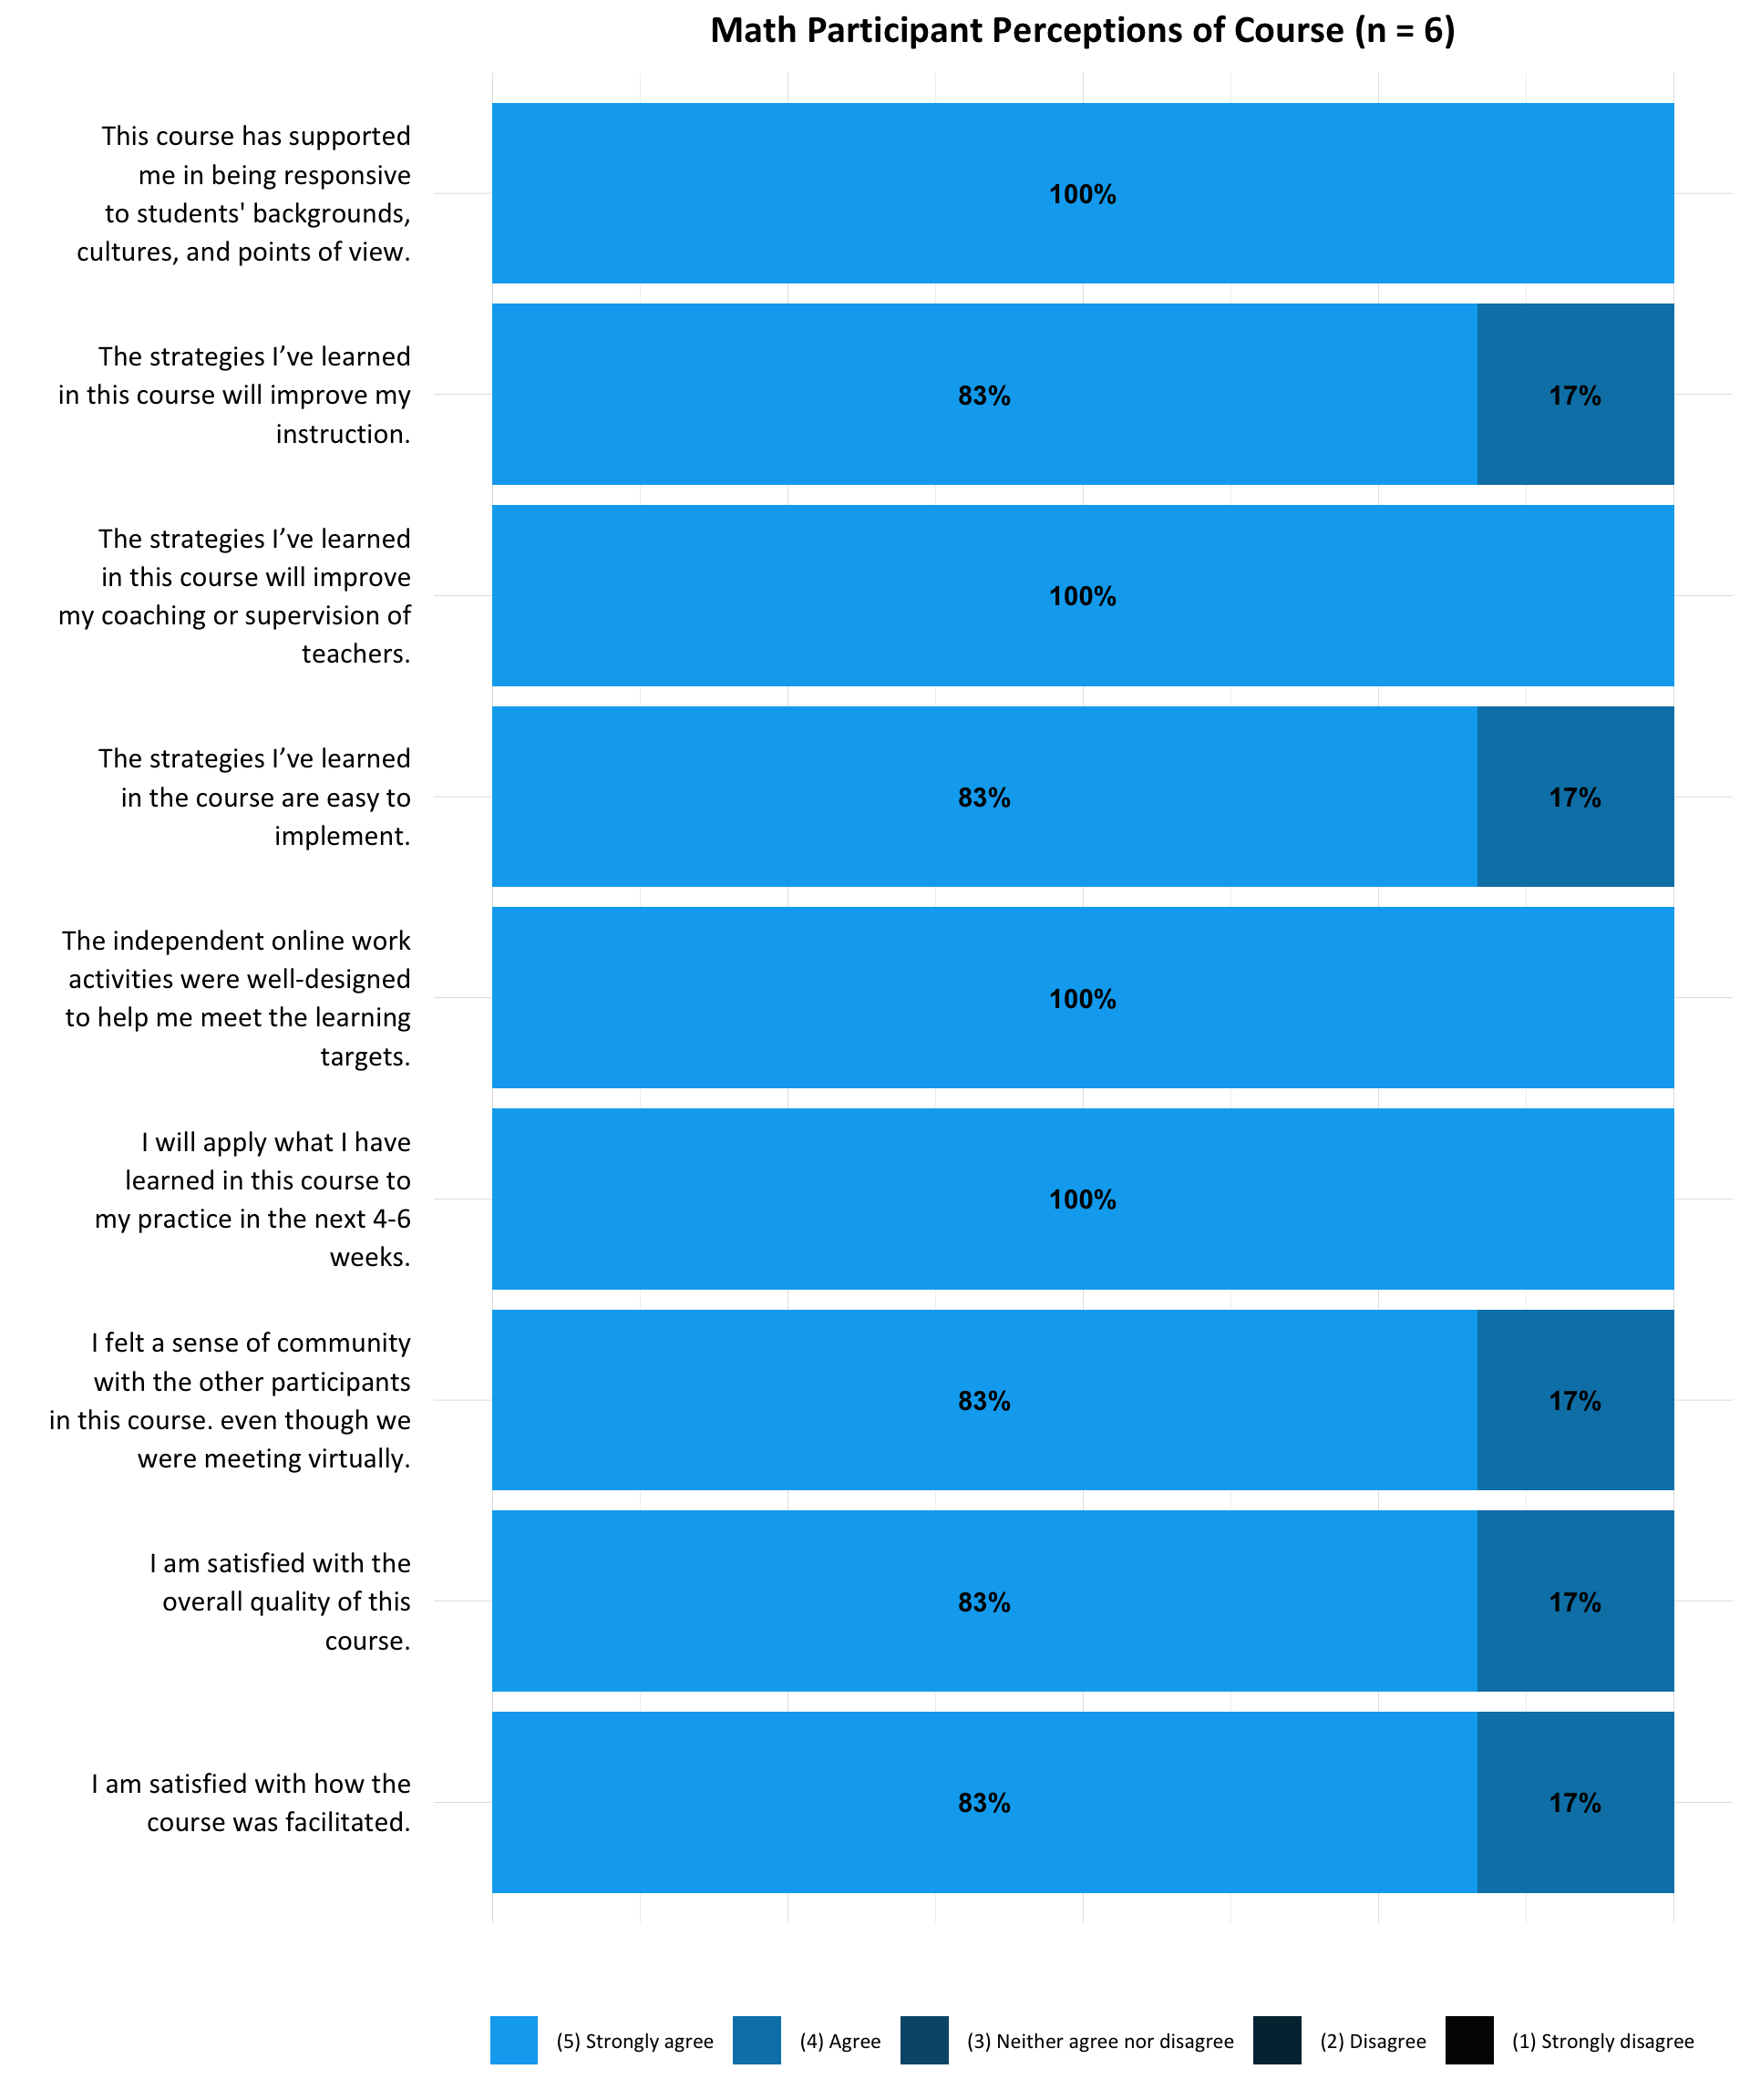 Math Participant Perceptions of Course (n = 6)
This course has supported
me in being responsive
to students' backgrounds,
cultures, and points of view.
100%
The strategies I’ve learned
in this course will improve my
instruction.
83% 17%
The strategies I’ve learned
in this course will improve
my coaching or supervision of
teachers.
100%
The strategies I’ve learned
in the course are easy to
implement.
83% 17%
The independent online work
activities were well-designed
to help me meet the learning
targets.
100%
I will apply what I have
learned in this course to
my practice in the next 4-6
weeks.
100%
I felt a sense of community
with the other participants
in this course. even though we
were meeting virtually.
83% 17%
I am satisfied with the
overall quality of this
course.
83% 17%
I am satisfied with how the
course was facilitated.
83% 17%
(5) Strongly agree (4) Agree (3) Neither agree nor disagree (2) Disagree (1) Strongly disagree